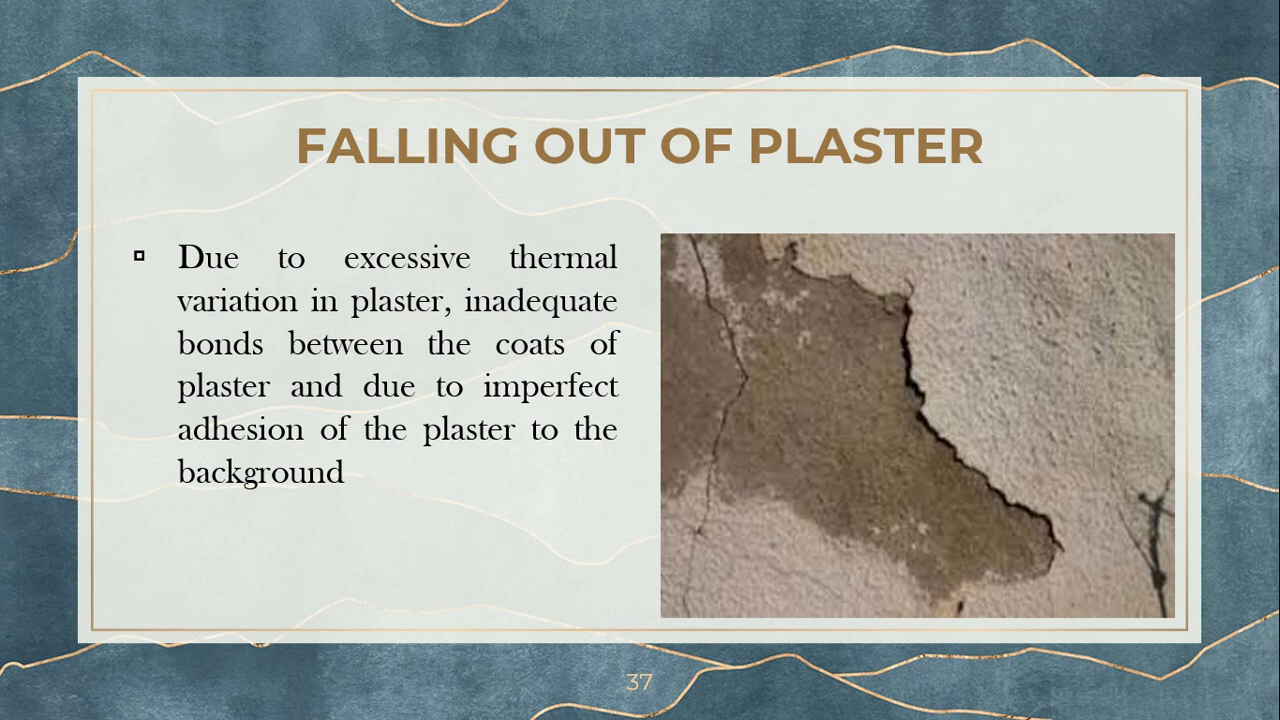 FALLING OUT OF PLASTER
Due to excessive thermal
variation in plaster, inadequate
bonds between the coats of
plaster and due to imperfect
adhesion of the plaster to the
background
37